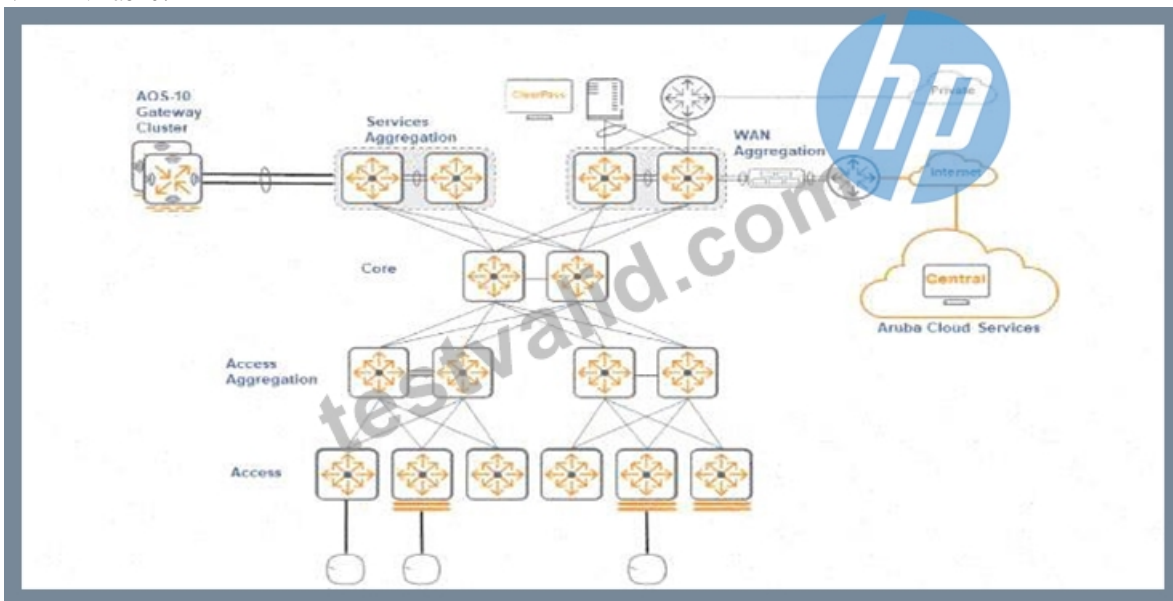 AOS-10
Gateway
Cluster
Services
Aggregation
ClearPass
WAN
Aggregation
Private
Internet
hp
Central
Aruba Cloud Services
Core
Access
Aggregation
Access
testvalid.com